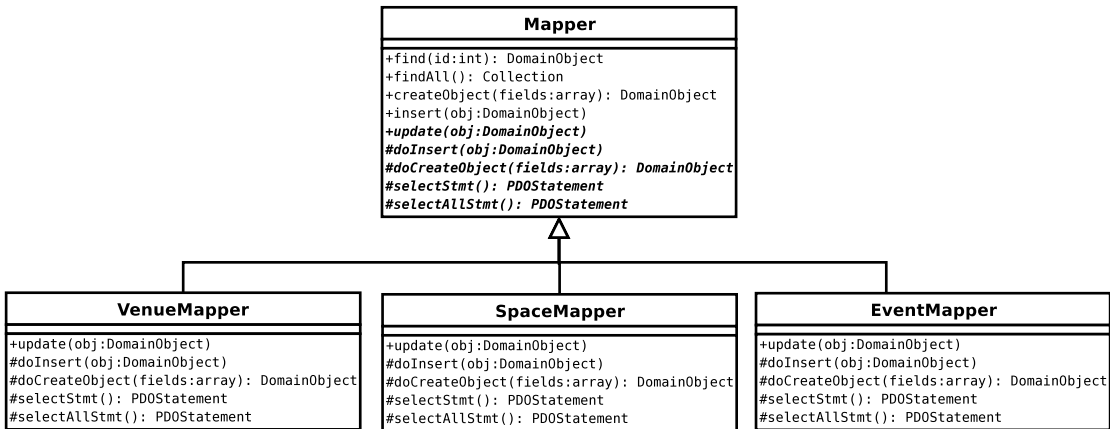 Mapper
+find(id:int): DomainObject
+findAll(): Collection
+createObject(fields:array): DomainObject
+insert(obj:DomainObject)
+update(obj:DomainObject)
#doInsert(obj:DomainObject)
#doCreateObject(fields:array): DomainObject
#selectStmt(): PDOStatement
#selectAllStmt(): PDOStatement
VenueMapper
+update(obj:DomainObject)
#doInsert(obj:DomainObject)
#doCreateObject(fields:array): DomainObject
#selectStmt(): PDOStatement
#selectAllStmt(): PDOStatement
SpaceMapper
+update(obj:DomainObject)
#doInsert(obj:DomainObject)
#doCreateObject(fields:array): DomainObject
#selectStmt(): PDOStatement
#selectAllStmt(): PDOStatement
EventMapper
+update(obj:DomainObject)
#doInsert(obj:DomainObject)
#doCreateObject(fields:array): DomainObject
#selectStmt(): PDOStatement
#selectAllStmt(): PDOStatement